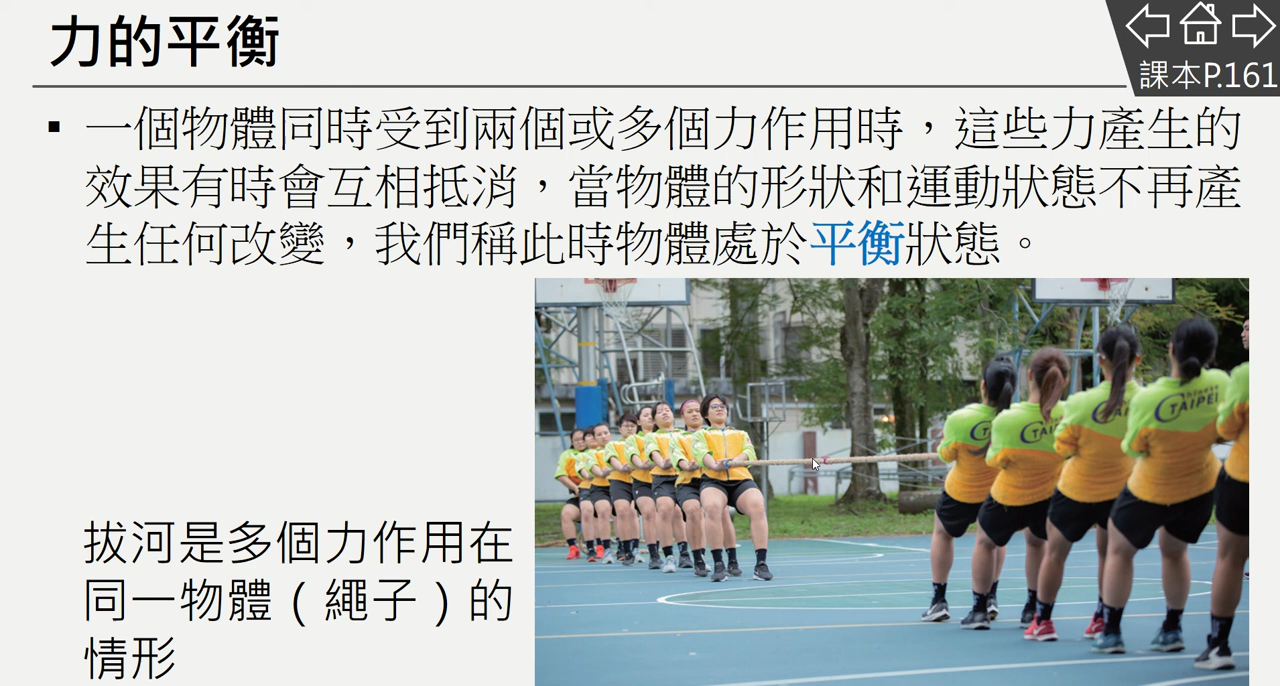 力的平衡
課本P.161
▪ 一個物體同時受到兩個或多個力作用時，這些力產生的
效果有時會互相抵消，當物體的形狀和運動狀態不再產
生任何改變，我們稱此時物體處於平衡狀態。
拔河是多個力作用在
同一物體（繩子）的
情形
TAIPEI